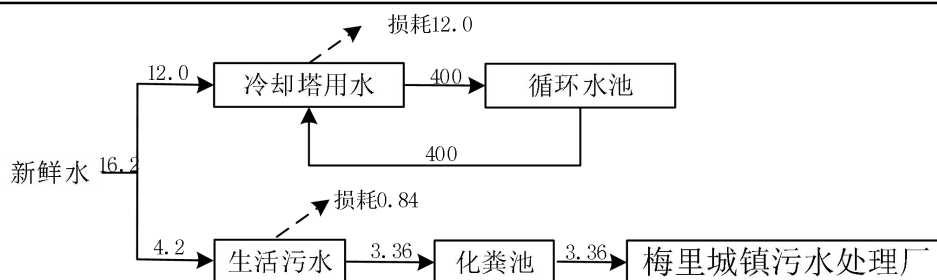 损耗12.0
12.0
冷却塔用水
400
循环水池
400
新鲜水
16.2
损耗0.84
4.2
生活污水
3.36
化粪池
3.36
梅里城镇污水处理厂